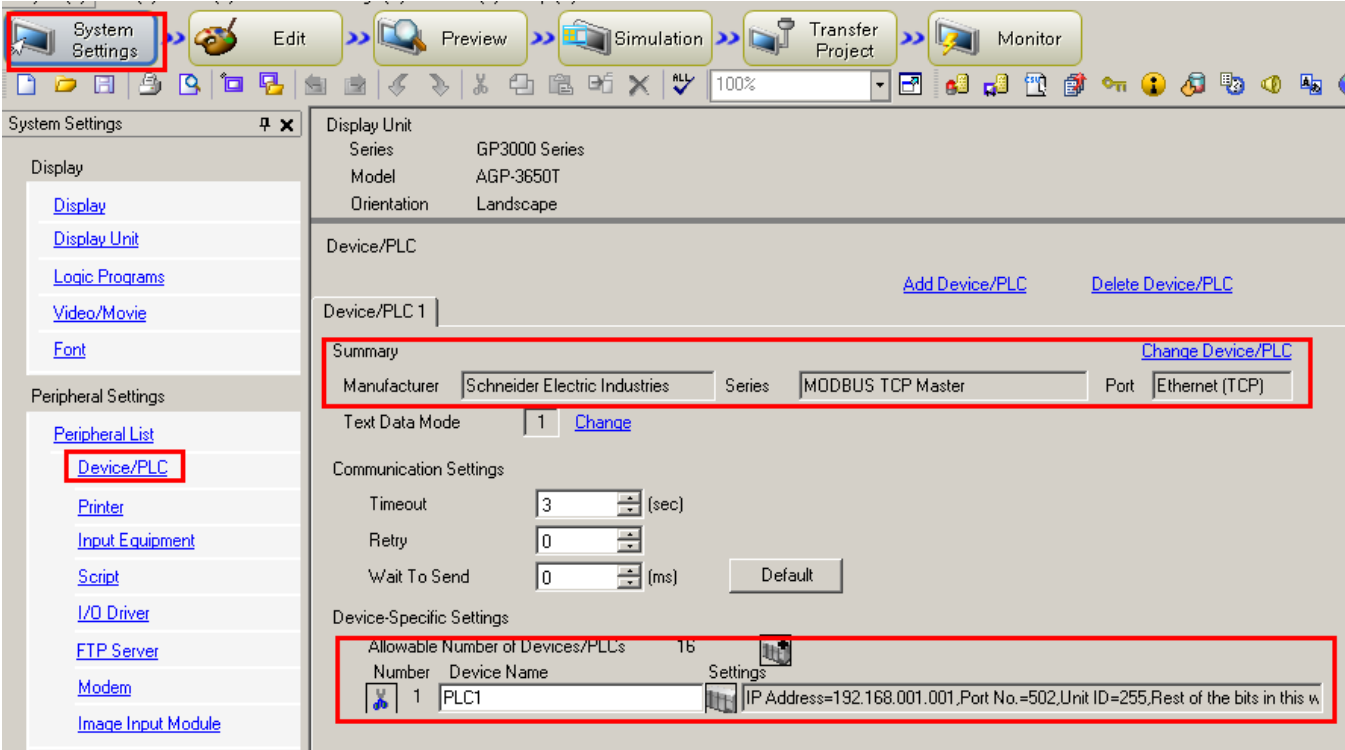 System Settings
Edit
Preview
Simulation
Transfer Project
Monitor
ALL
100%
System Settings
Display
Display
Display Unit
Logic Programs
Video/Movie
Font
Peripheral Settings
Peripheral List
Device/PLC
Printer
Input Equipment
Script
I/O Driver
FTP Server
Modem
Image Input Module
Display Unit
Series GP3000 Series
Model AGP-3650T
Orientation Landscape
Device/PLC
Add Device/PLC Delete Device/PLC
Device/PLC 1
Summary Change Device/PLC
Manufacturer Schneider Electric Industries Series MODBUS TCP Master Port Ethernet (TCP)
Text Data Mode 1 Change
Communication Settings
Timeout 3 (sec)
Retry 0
Wait To Send 0 (ms) Default
Device-Specific Settings
Allowable Number of Devices/PLCs 16
Number Device Name Settings
1 PLC1 IP Address=192.168.001.001,Port No.=502,Unit ID=255,Rest of the bits in this w